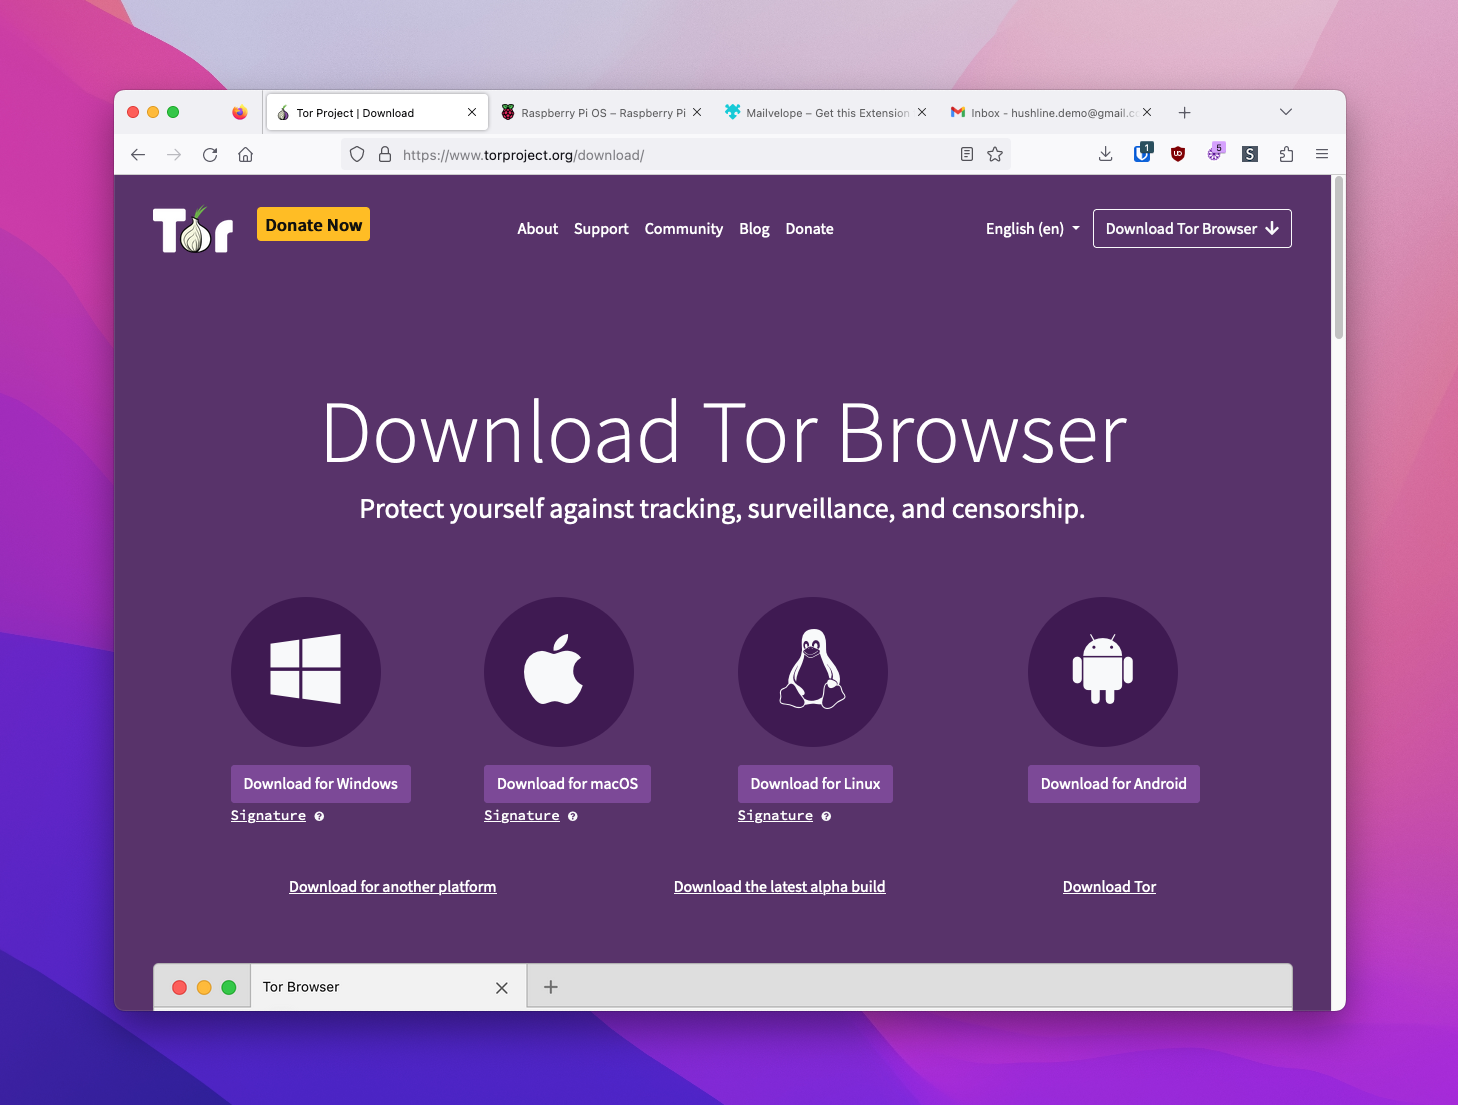 Tor Project | Download
Raspberry Pi OS – Raspberry Pi
Mailvelope – Get this Extension
Inbox - hushline.demo@gmail.cc
1
5
S
https://www.torproject.org/download/
Tor
Donate Now
About Support Community Blog Donate
English (en)
Download Tor Browser
Download Tor Browser
Protect yourself against tracking, surveillance, and censorship.
Download for Windows
Download for macOS
Download for Linux
Download for Android
Signature ?
Signature ?
Signature ?
Download for another platform
Download the latest alpha build
Download Tor
Tor Browser